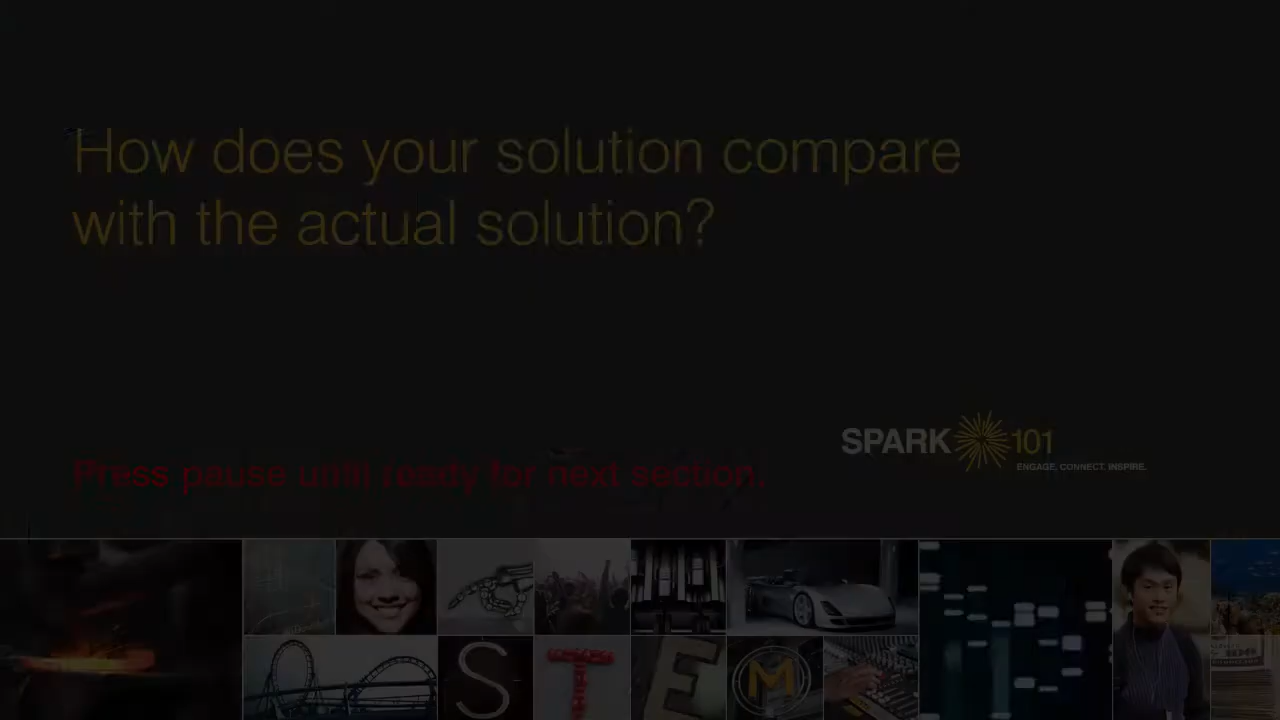 How does your solution compare
with the actual solution?
SPARK 101
ENGAGE. CONNECT. INSPIRE.
Press pause until ready for next section.
S T E M